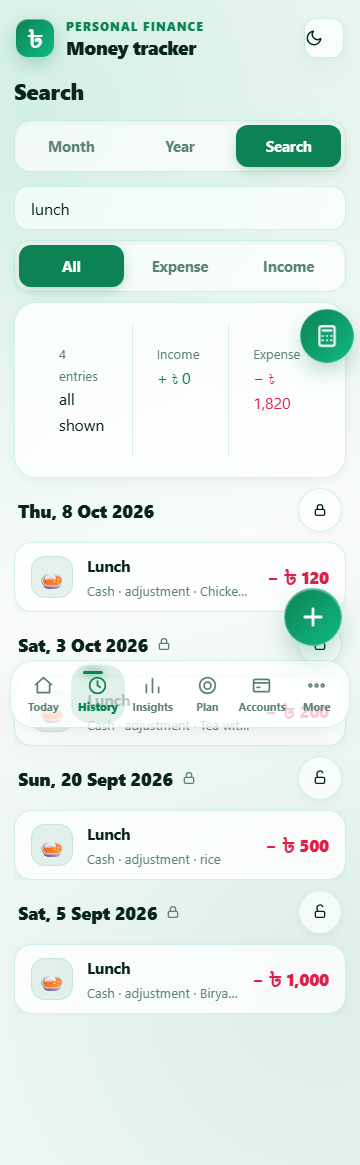 ৳
PERSONAL FINANCE
Money tracker
Search
Month Year Search
lunch
All Expense Income
4 entries
all shown
Income
+ ৳ 0
Expense
− ৳ 1,820
Thu, 8 Oct 2026
Lunch
Cash · adjustment · Chicke...
− ৳ 120
Sat, 3 Oct 2026
Lunch
Cash · adjustment · Tea wit...
− ৳ 200
Today History Insights Plan Accounts More
Sun, 20 Sept 2026
Lunch
Cash · adjustment · rice
− ৳ 500
Sat, 5 Sept 2026
Lunch
Cash · adjustment · Birya...
− ৳ 1,000